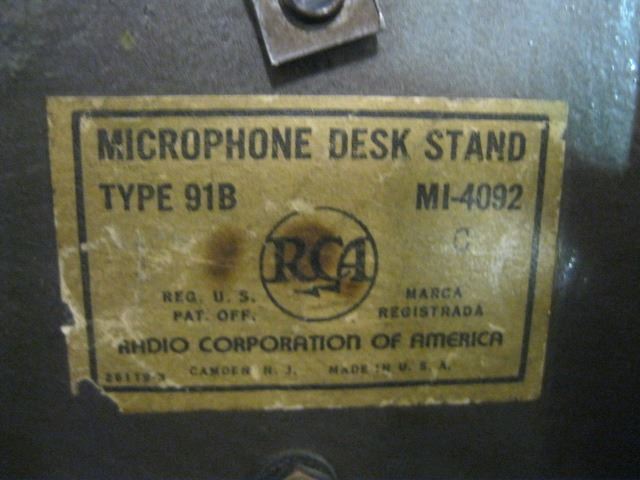 MICROPHONE DESK STAND
TYPE 91B MI-4092
C
RCA
REG. U. S. MARCA
PAT. OFF. REGISTRADA
RADIO CORPORATION OF AMERICA
CAMDEN N. J. MADE IN U. S. A.